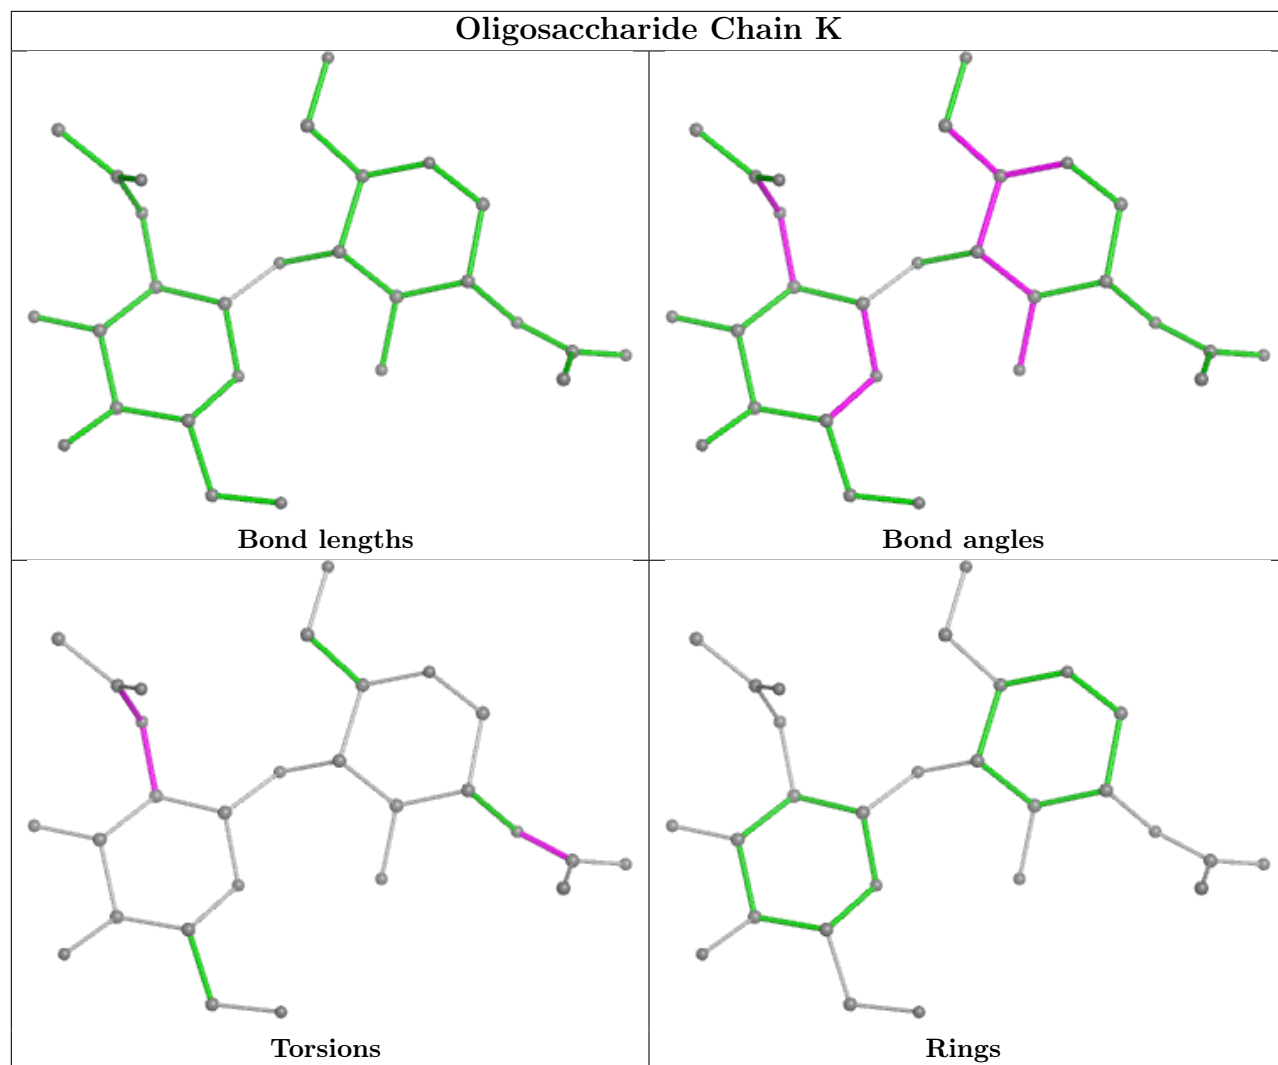 Oligosaccharide Chain K
Bond lengths
Bond angles
Torsions
Rings